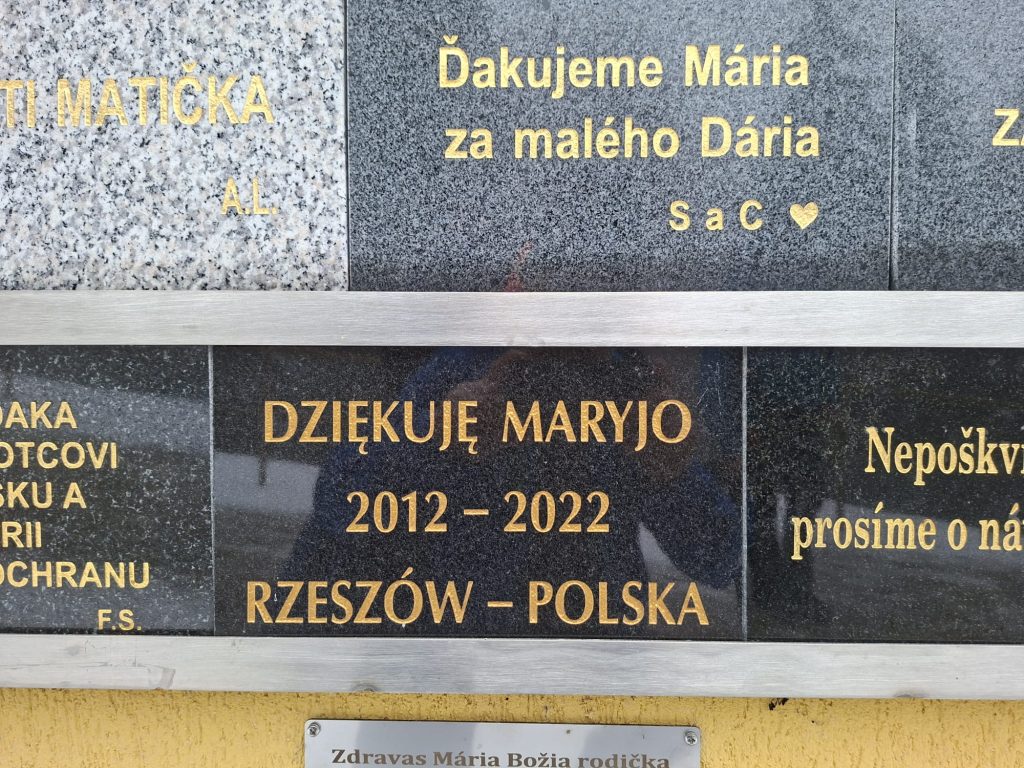 TI MATIČKA
A.L.
Ďakujeme Mária
za malého Dária
S a C
DAKA
OTCOVI
SKU A
RII
OCHRANU
F.S.
DZIĘKUJĘ MARYJO
2012 – 2022
RZESZÓW – POLSKA
Nepoškvi
prosíme o ná
Zdravas Mária Božia rodička